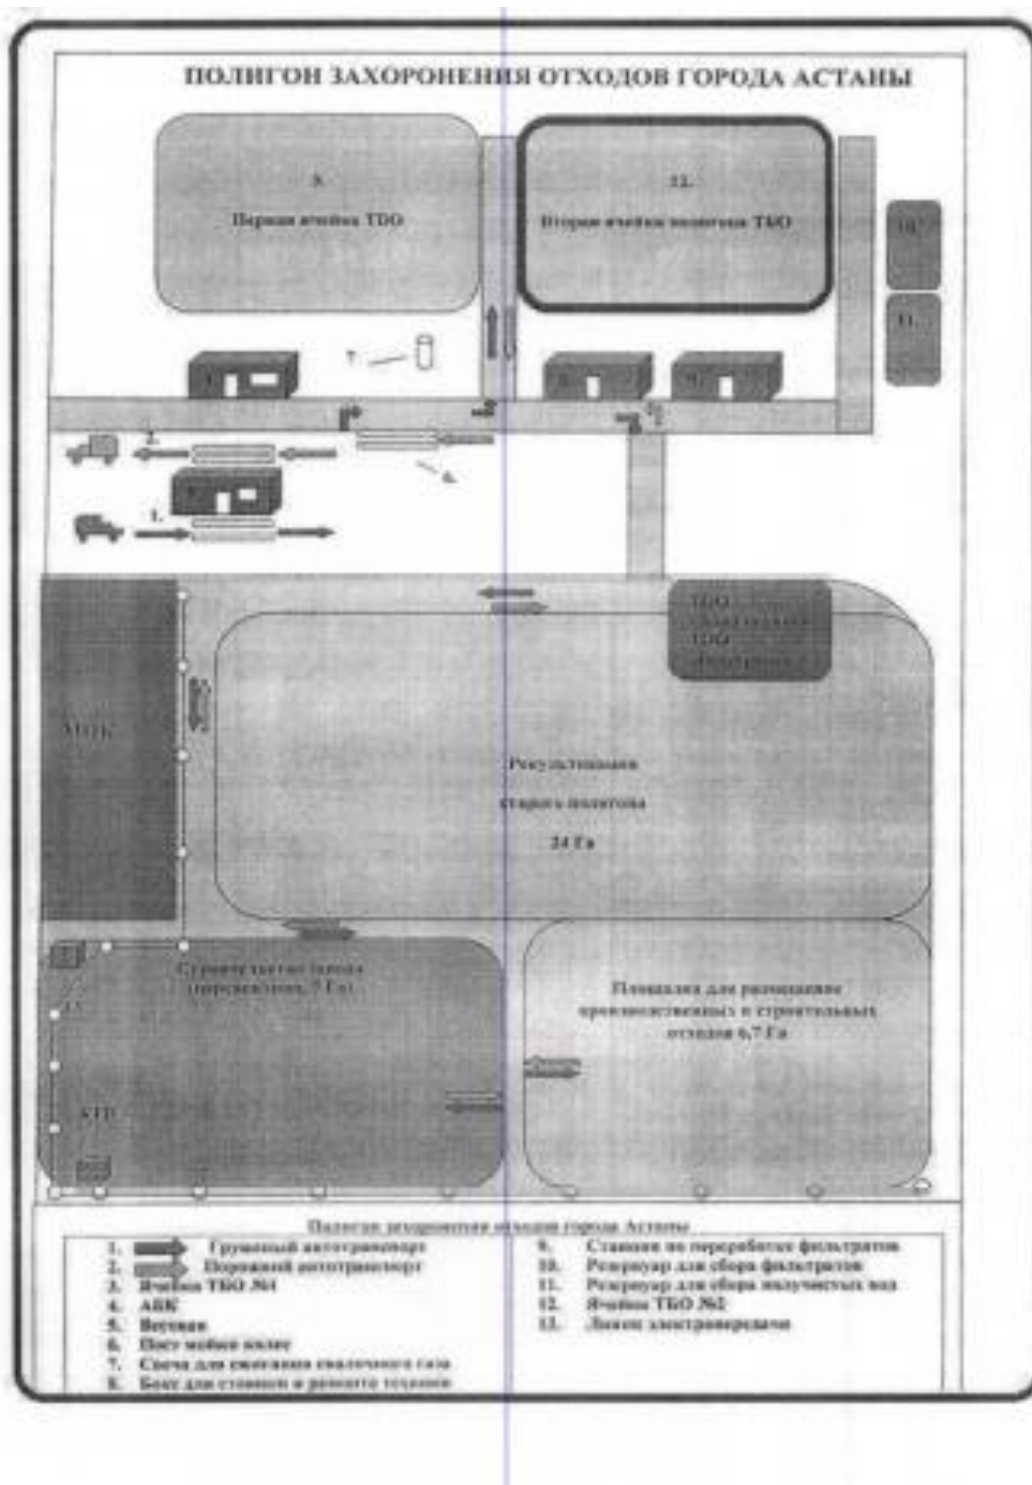 ПОЛИГОН ЗАХОРОНЕНИЯ ОТХОДОВ ГОРОДА АСТАНЫ
3.
Первая ячейка ТБО
12.
Вторая ячейка полигона ТБО
10.
11.
7
2.
6.
1.
ТБО
ТБО
Рекультивация
старого полигона
24 Га
Строительство завода
(перспектива, 7 Га)
Площадка для размещения
производственных и строительных
отходов 6,7 Га
КТП
Полигон захоронения отходов города Астаны
1. Груженый автотранспорт
2. Порожний автотранспорт
3. Ячейка ТБО №1
4. АБК
5. Весовая
6. Пост мойки колес
7. Свеча для сжигания свалочного газа
8. Бокс для стоянки и ремонта техники
9. Станция по переработке фильтратов
10. Резервуар для сбора фильтратов
11. Резервуар для сбора получистых вод
12. Ячейка ТБО №2
13. Линия электропередачи